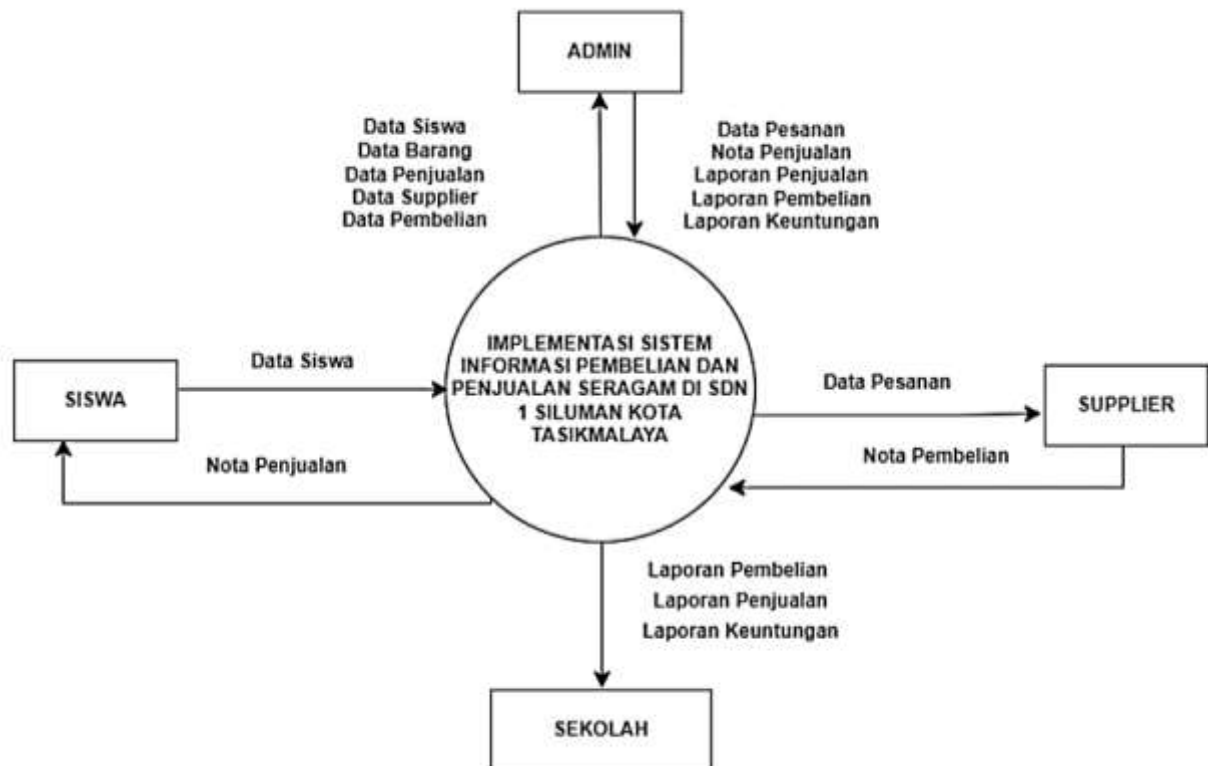 ADMIN
Data Siswa
Data Barang
Data Penjualan
Data Supplier
Data Pembelian
Data Pesanan
Nota Penjualan
Laporan Penjualan
Laporan Pembelian
Laporan Keuntungan
IMPLEMENTASI SISTEM
INFORMASI PEMBELIAN DAN
PENJUALAN SERAGAM DI SDN
1 SILUMAN KOTA
TASIKMALAYA
SISWA
Data Siswa
Nota Penjualan
Data Pesanan
SUPPLIER
Nota Pembelian
Laporan Pembelian
Laporan Penjualan
Laporan Keuntungan
SEKOLAH